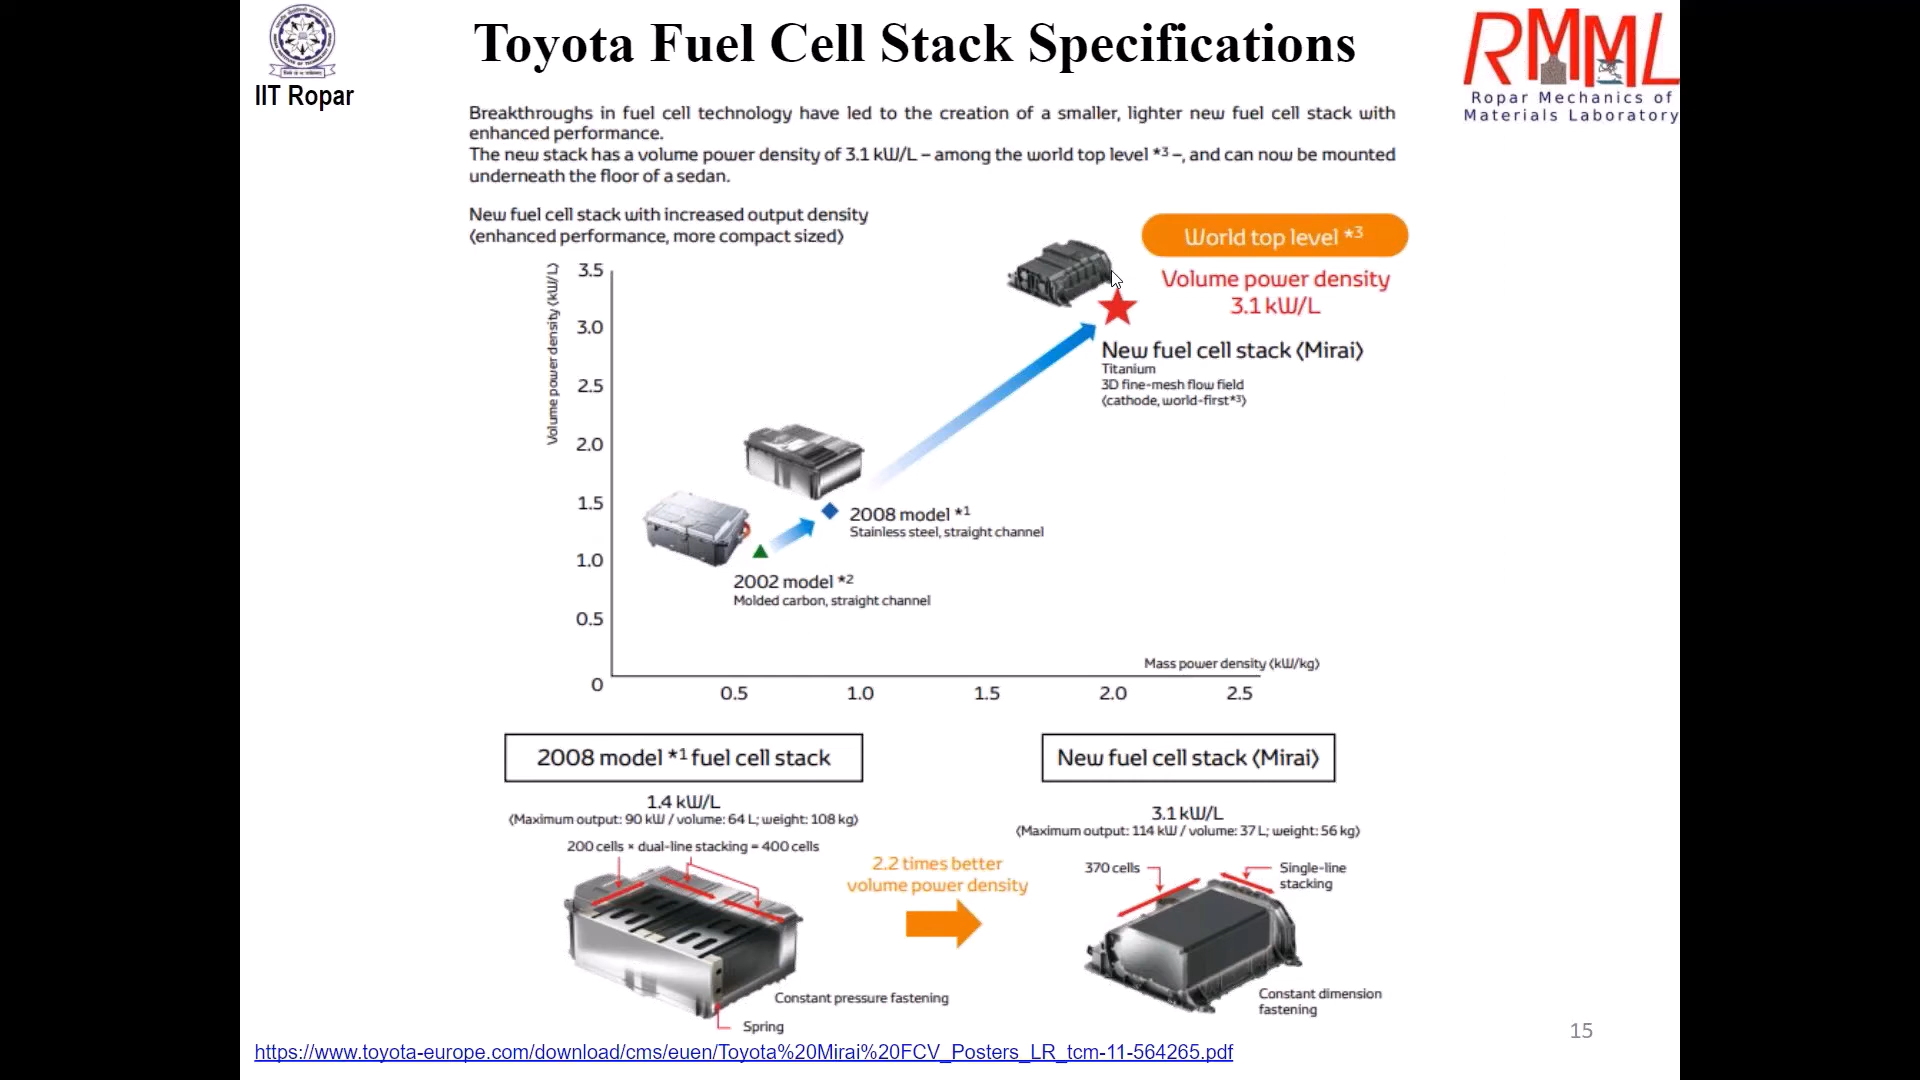 Toyota Fuel Cell Stack Specifications
IIT Ropar
RMML
Ropar Mechanics of
Materials Laboratory
Breakthroughs in fuel cell technology have led to the creation of a smaller, lighter new fuel cell stack with
enhanced performance.
The new stack has a volume power density of 3.1 kW/L – among the world top level *3 –, and can now be mounted
underneath the floor of a sedan.
New fuel cell stack with increased output density
(enhanced performance, more compact sized)
World top level *3
Volume power density
3.1 kW/L
Volume power density (kW/L)
3.5
3.0
2.5
2.0
1.5
1.0
0.5
0
New fuel cell stack (Mirai)
Titanium
3D fine-mesh flow field
(cathode, world-first*3)
2008 model *1
Stainless steel, straight channel
2002 model *2
Molded carbon, straight channel
Mass power density (kW/kg)
0.5 1.0 1.5 2.0 2.5
2008 model *1 fuel cell stack
1.4 kW/L
(Maximum output: 90 kW / volume: 64 L; weight: 108 kg)
200 cells × dual-line stacking = 400 cells
Constant pressure fastening
Spring
2.2 times better
volume power density
New fuel cell stack (Mirai)
3.1 kW/L
(Maximum output: 114 kW / volume: 37 L; weight: 56 kg)
370 cells
Single-line
stacking
Constant dimension
fastening
15
https://www.toyota-europe.com/download/cms/euen/Toyota%20Mirai%20FCV_Posters_LR_tcm-11-564265.pdf